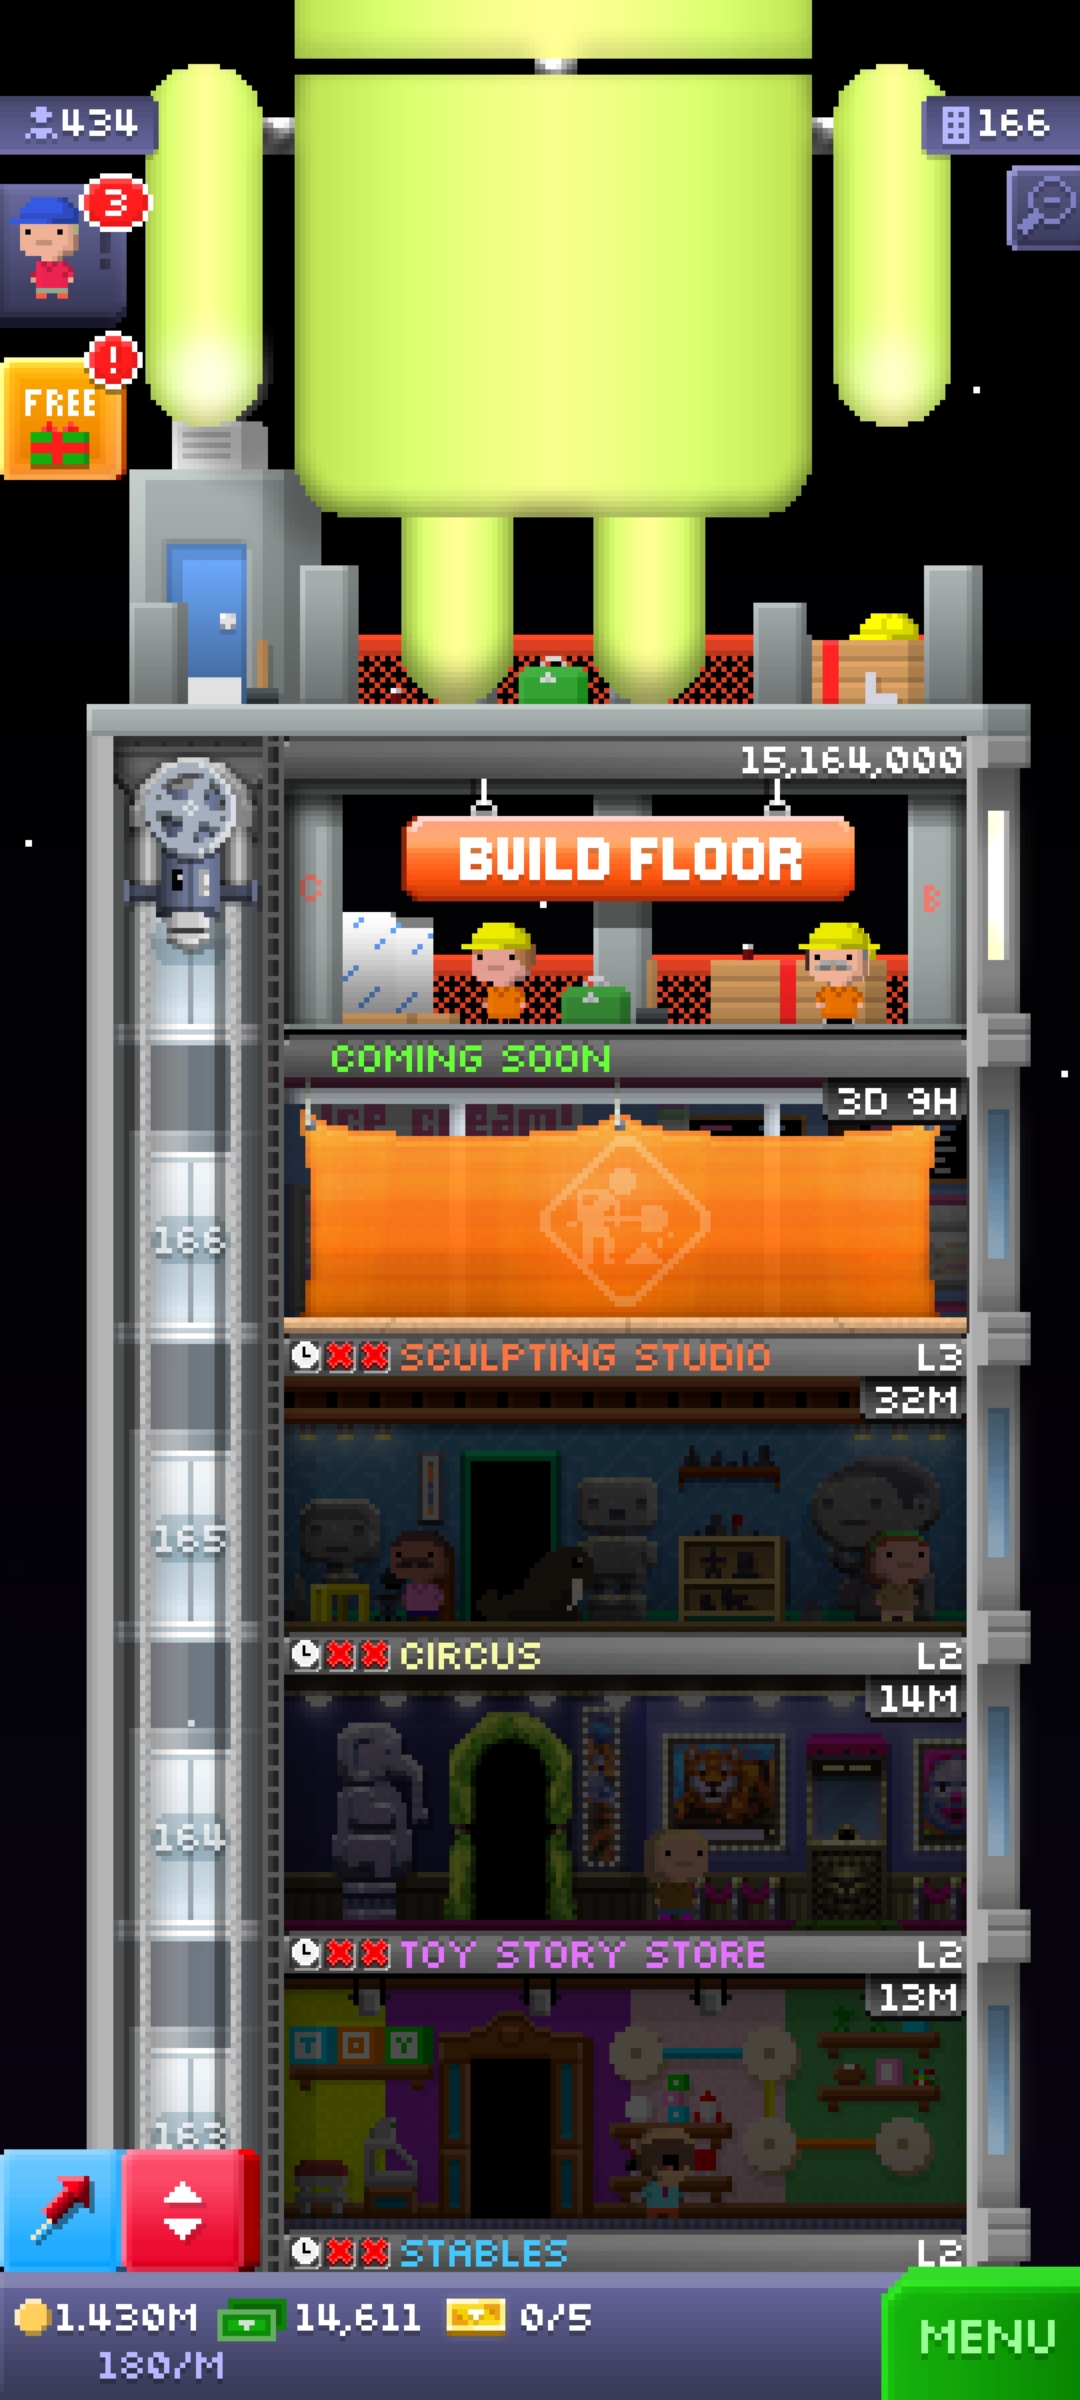 434
166
3
!
FREE
15,164,000
BUILD FLOOR
C
B
COMING SOON
3D 9H
166
SCULPTING STUDIO L3
32M
165
CIRCUS L2
14M
164
TOY STORY STORE L2
13M
T O Y
163
STABLES L2
1.430M 14,611 0/5
180/M
MENU